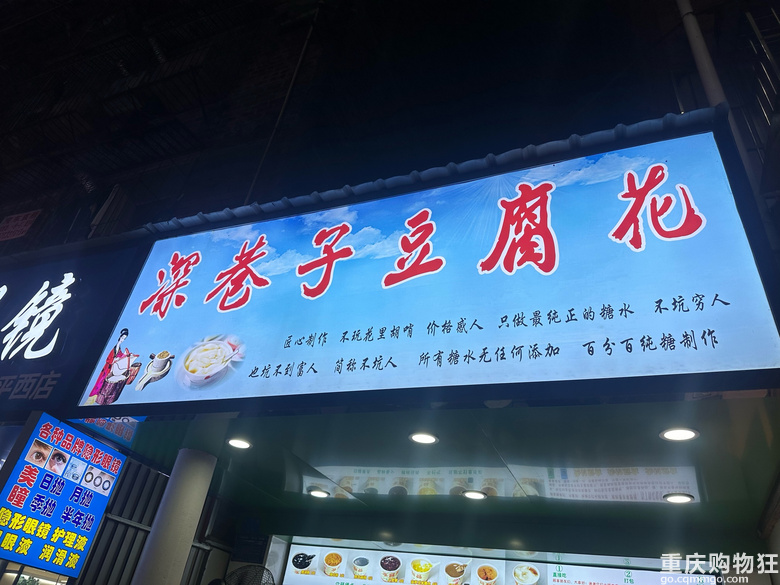 深巷子豆腐花
匠心制作 不玩花里胡哨 价格感人 只做最纯正的糖水 不坑穷人
也坑不到富人 简称不坑人 所有糖水无任何添加 百分百纯糖制作
镜
平西店
各种品牌隐形眼镜
美瞳
日抛 月抛
季抛 半年抛
隐形眼镜 护理液
眼液 润滑液
重庆购物狂
go.cqmmgo.com